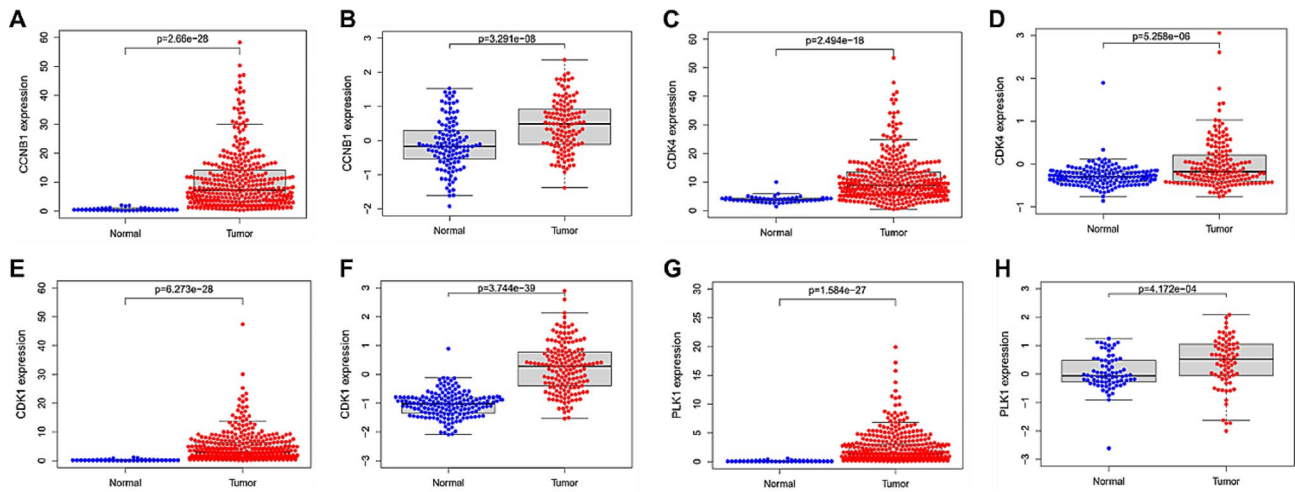 A
CCNB1 expression
60
50
40
30
20
10
0
p=2.66e-28
Normal Tumor
B
CCNB1 expression
3
2
1
0
−1
−2
p=3.291e-08
Normal Tumor
C
CDK4 expression
60
50
40
30
20
10
0
p=2.494e-18
Normal Tumor
D
CDK4 expression
3
2
1
0
−1
p=5.258e-06
Normal Tumor
E
CDK1 expression
60
50
40
30
20
10
0
p=6.273e-28
Normal Tumor
F
CDK1 expression
3
2
1
0
−1
−2
−3
p=3.744e-39
Normal Tumor
G
PLK1 expression
30
25
20
15
10
5
0
p=1.584e-27
Normal Tumor
H
PLK1 expression
3
2
1
0
−1
−2
−3
p=4.172e-04
Normal Tumor